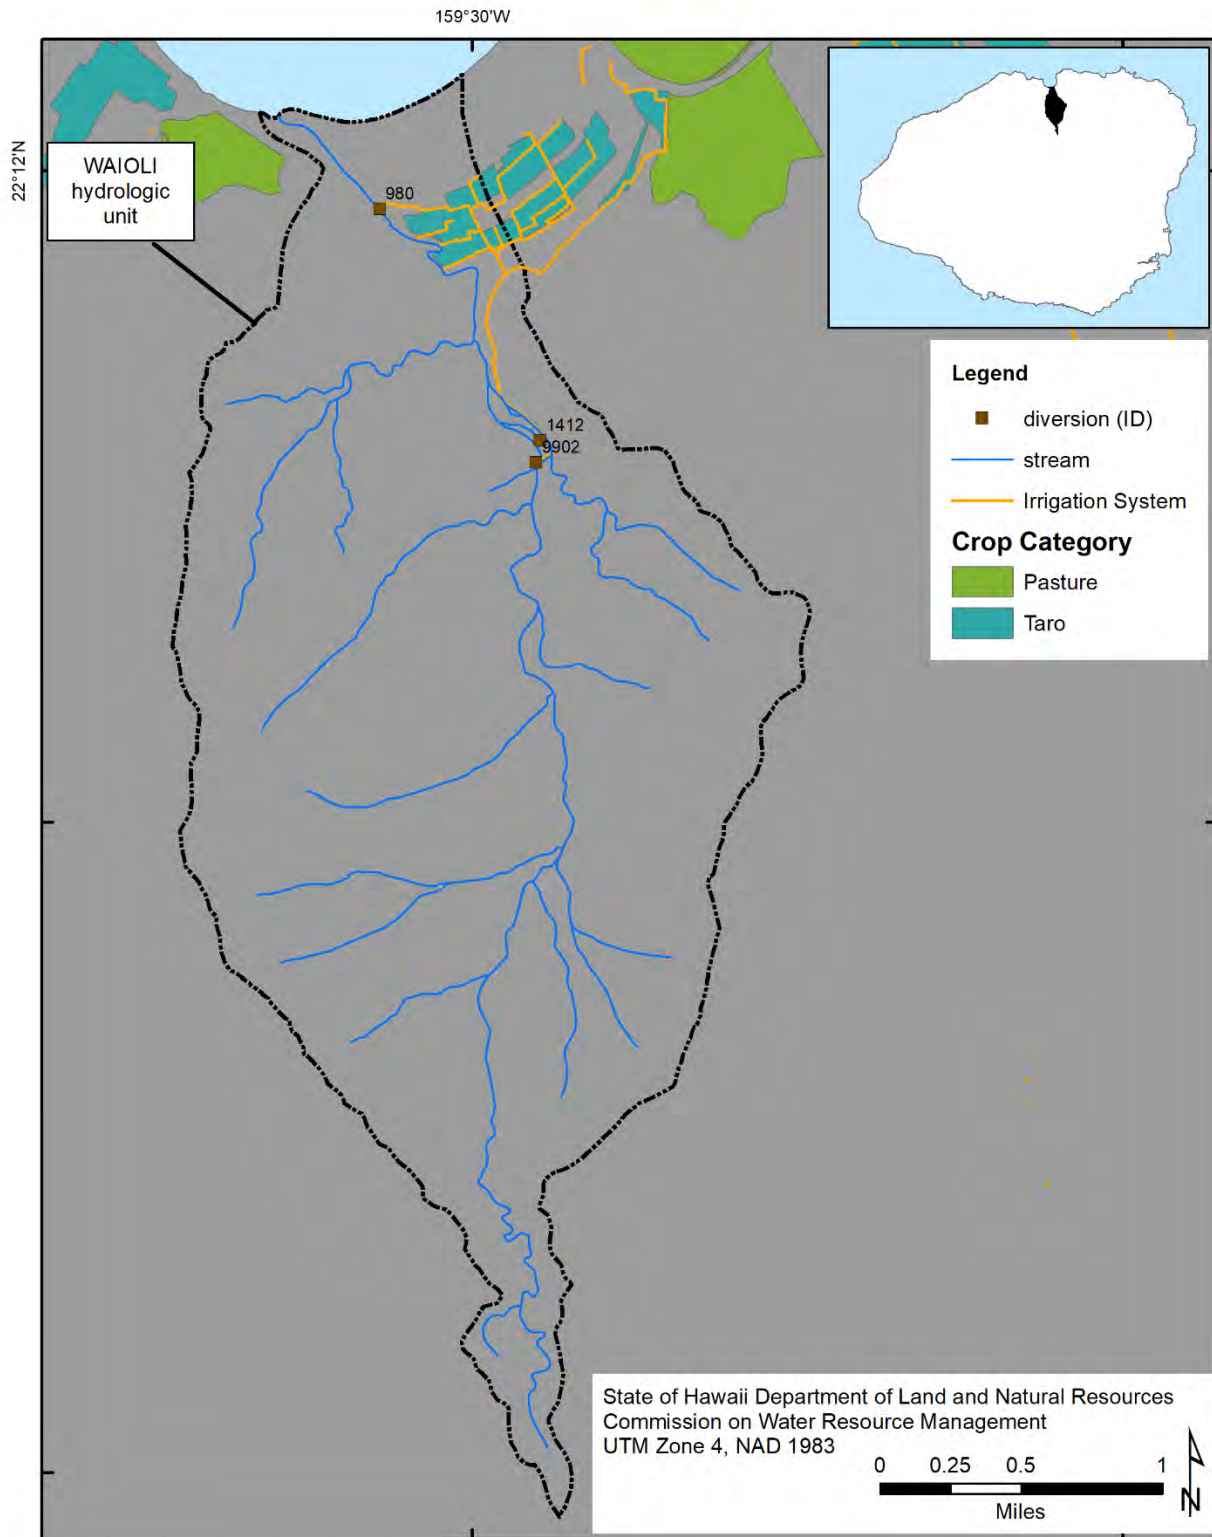 159°30'W
22°12'N
WAIOLI
hydrologic
unit
980
1412
9902
Legend
diversion (ID)
stream
Irrigation System
Crop Category
Pasture
Taro
State of Hawaii Department of Land and Natural Resources
Commission on Water Resource Management
UTM Zone 4, NAD 1983
0 0.25 0.5 1
Miles
N